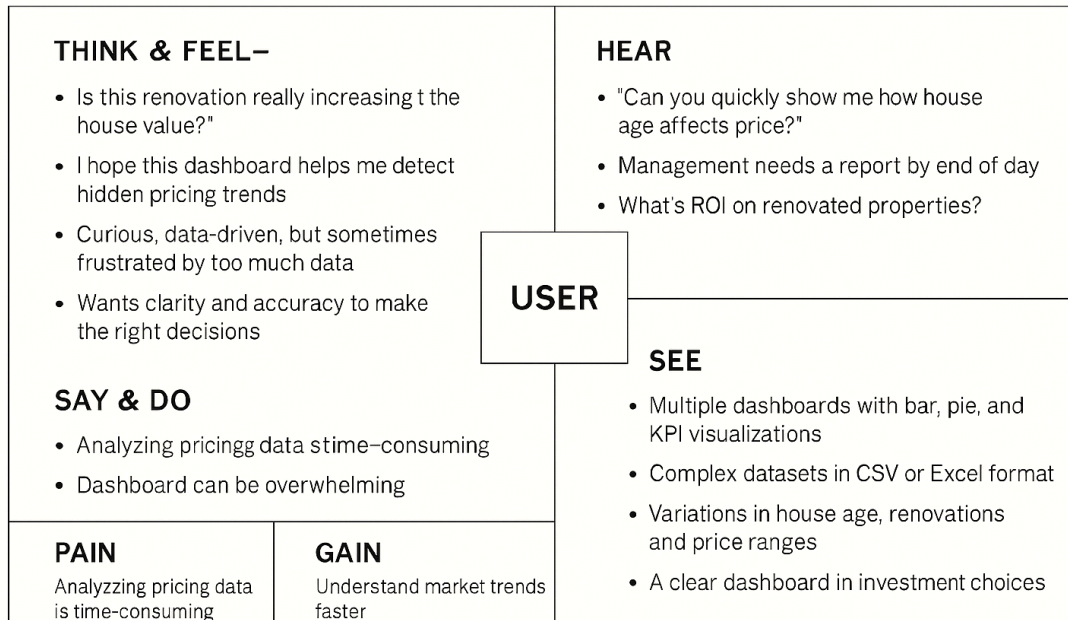 THINK & FEEL–
• Is this renovation really increasing t the
house value?"
• I hope this dashboard helps me detect
hidden pricing trends
• Curious, data-driven, but sometimes
frustrated by too much data
• Wants clarity and accuracy to make
the right decisions
SAY & DO
• Analyzing pricingg data stime–consuming
• Dashboard can be overwhelming
PAIN
Analyzzing pricing data
is time-consuming
GAIN
Understand market trends
faster
USER
HEAR
• "Can you quickly show me how house
age affects price?"
• Management needs a report by end of day
• What's ROI on renovated properties?
SEE
• Multiple dashboards with bar, pie, and
KPI visualizations
• Complex datasets in CSV or Excel format
• Variations in house age, renovations
and price ranges
• A clear dashboard in investment choices